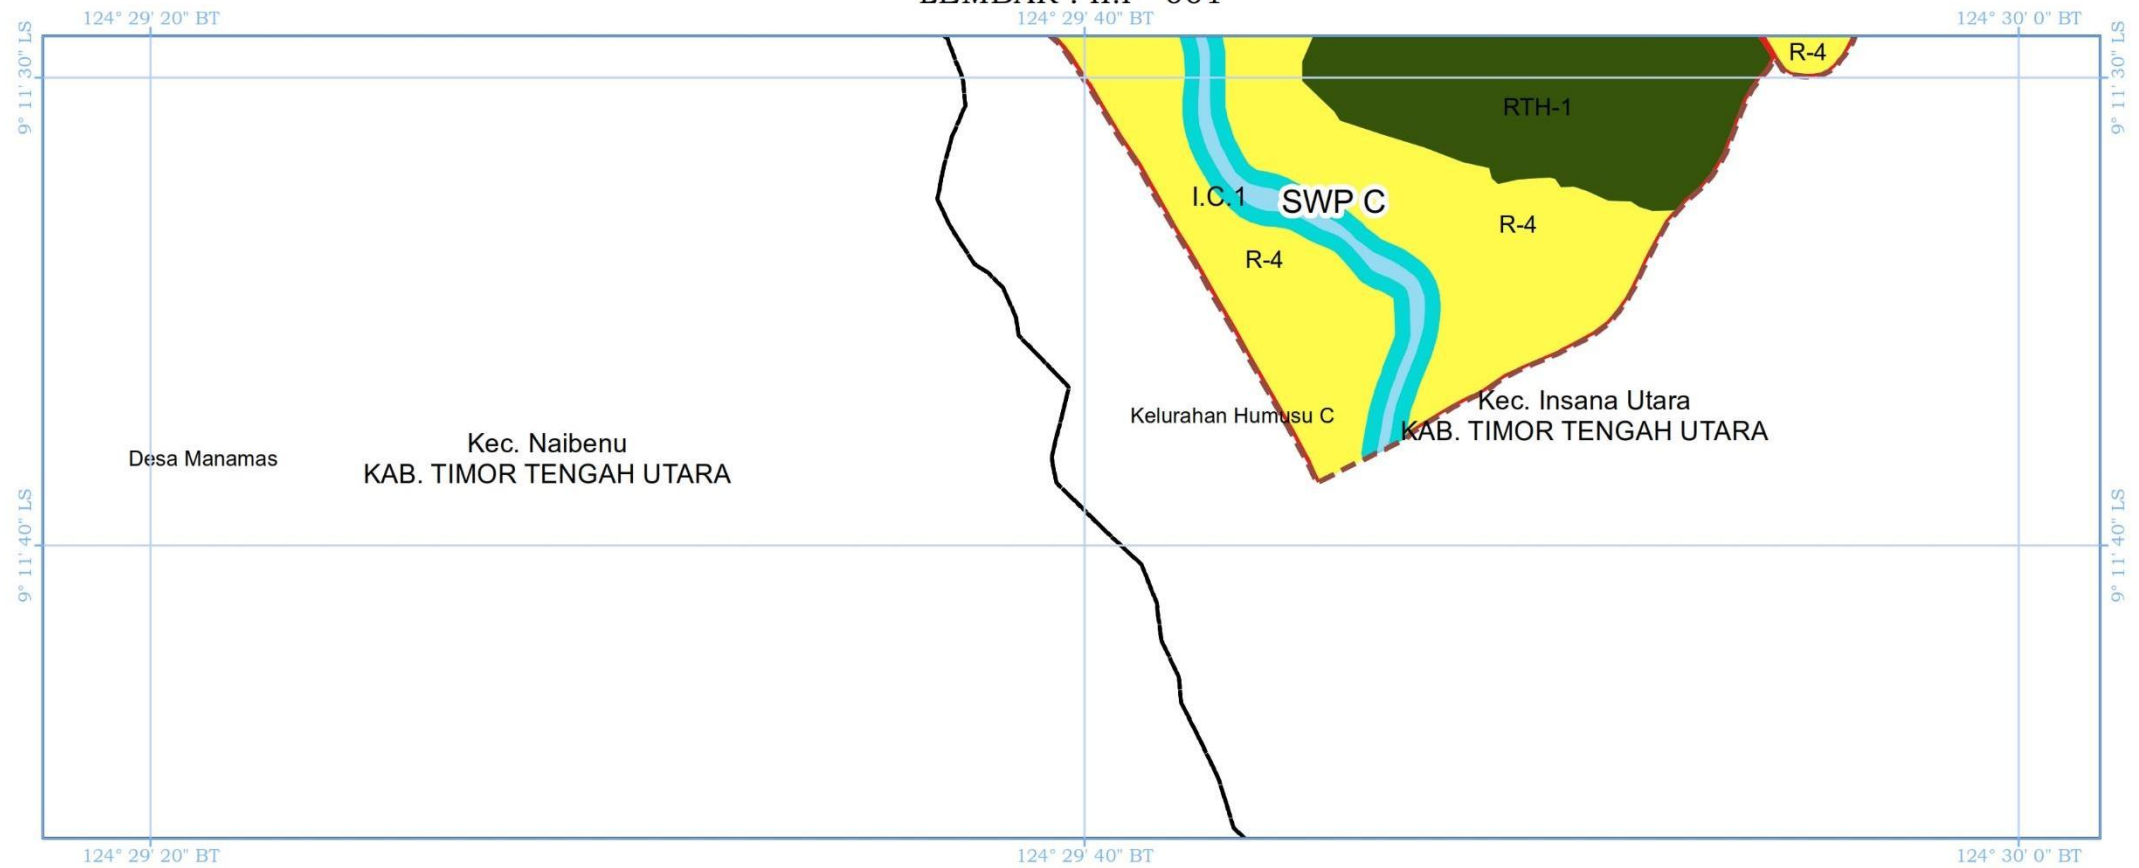 124° 29' 20" BT
124° 29' 40" BT
124° 30' 0" BT
9° 11' 30" LS
9° 11' 30" LS
R-4
RTH-1
I.C.1
SWP C
R-4
R-4
Kelurahan Humusu C
Kec. Insana Utara
KAB. TIMOR TENGAH UTARA
Desa Manamas
Kec. Naibenu
KAB. TIMOR TENGAH UTARA
9° 11' 40" LS
9° 11' 40" LS
124° 29' 20" BT
124° 29' 40" BT
124° 30' 0" BT